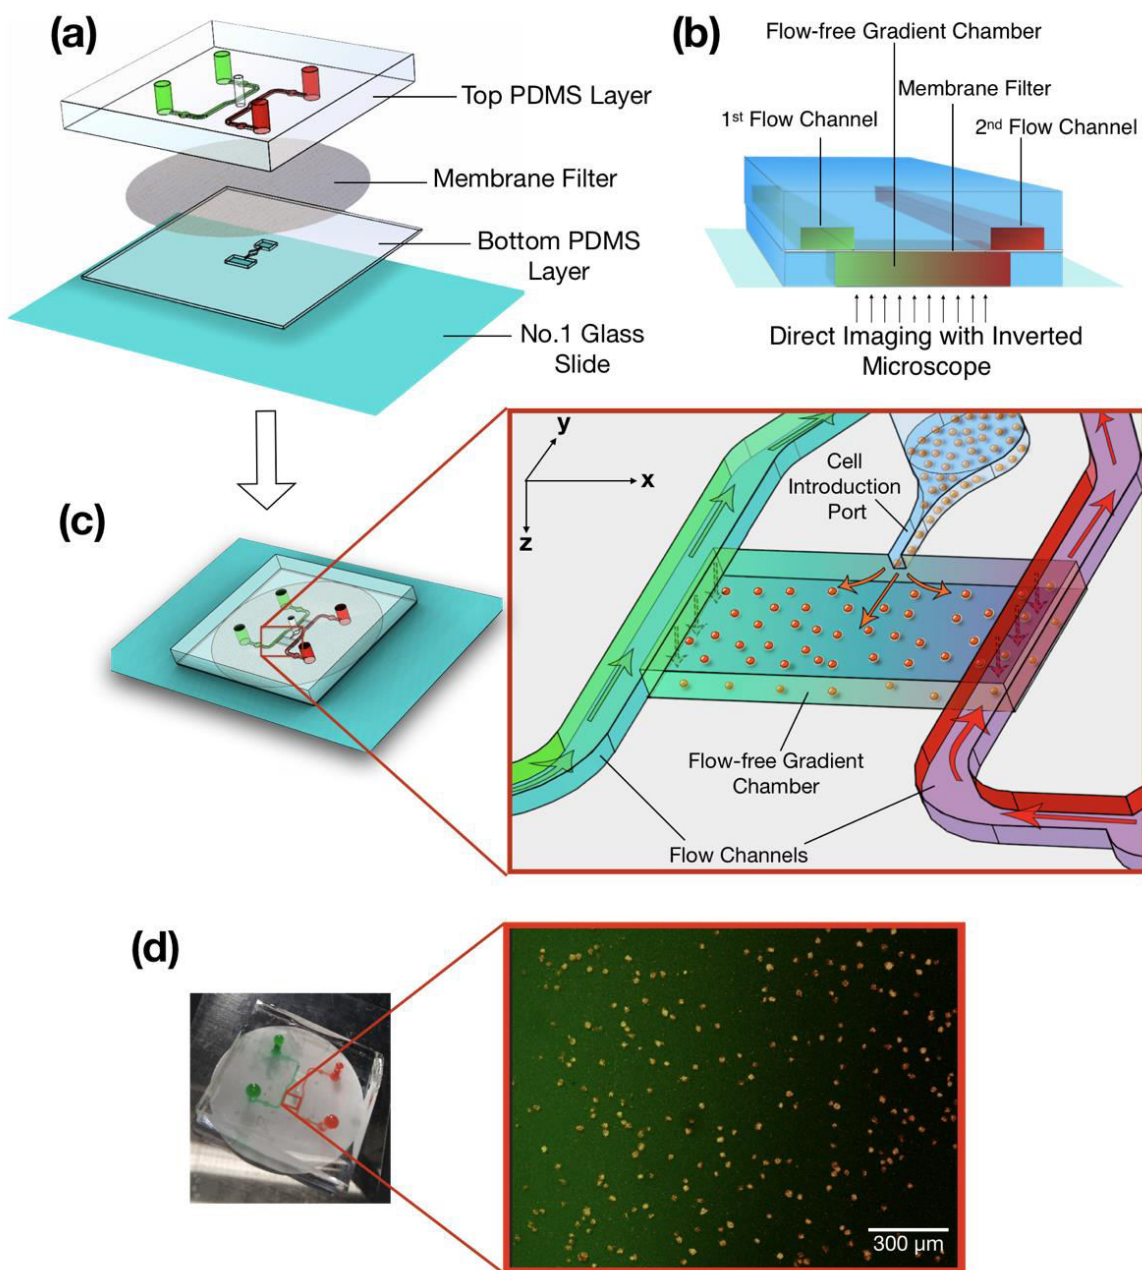 (a)
Top PDMS Layer
Membrane Filter
Bottom PDMS
Layer
No.1 Glass
Slide
(b)
Flow-free Gradient Chamber
Membrane Filter
1st Flow Channel
2nd Flow Channel
Direct Imaging with Inverted
Microscope
(c)
y
x
z
Cell
Introduction
Port
Flow-free Gradient
Chamber
Flow Channels
(d)
300 µm